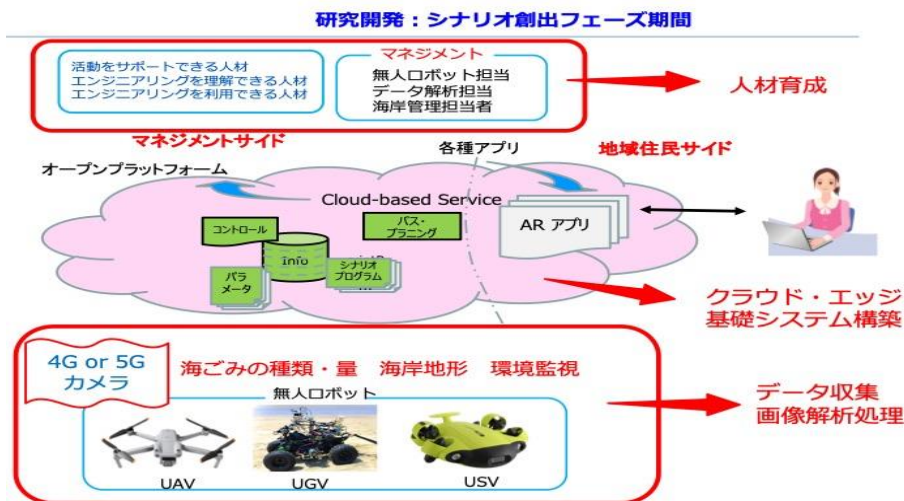 研究開発：シナリオ創出フェーズ期間
活動をサポートできる人材
エンジニアリングを理解できる人材
エンジニアリングを利用できる人材
マネジメント
無人ロボット担当
データ解析担当
海岸管理担当者
人材育成
マネジメントサイド
各種アプリ
地域住民サイド
オープンプラットフォーム
Cloud-based Service
コントロール
パス・
プラニング
AR アプリ
Info
パラ
メータ
シナリオ
プログラム
...
クラウド・エッジ
基礎システム構築
4G or 5G
カメラ
海ごみの種類・量　海岸地形　環境監視
無人ロボット
データ収集
画像解析処理
UAV
UGV
USV